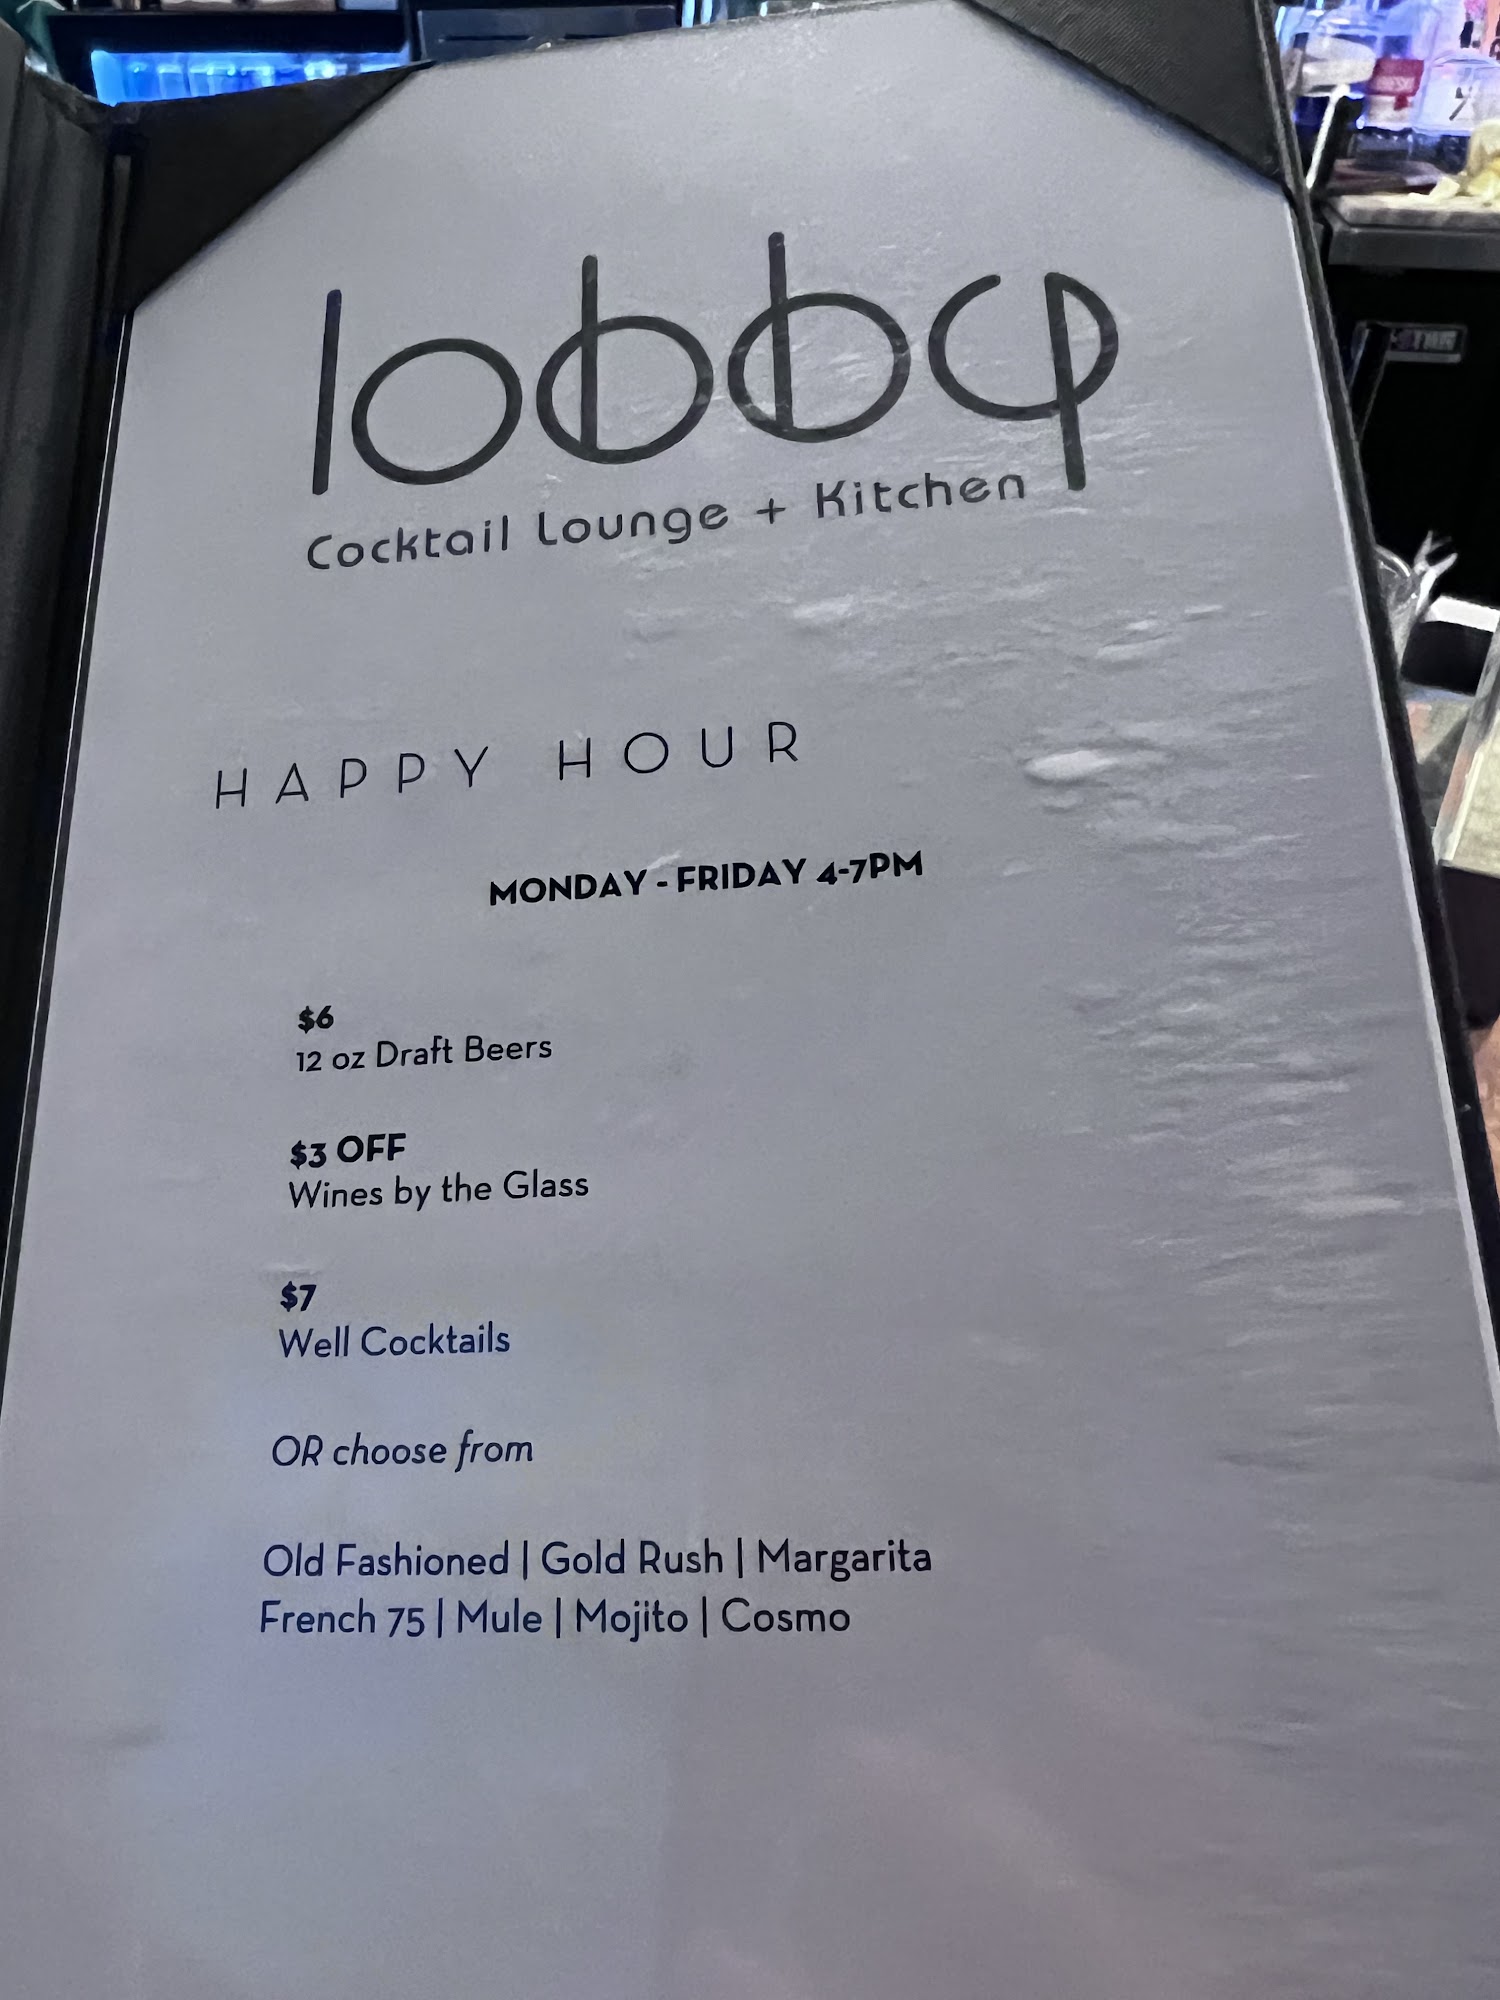 lobby
Cocktail Lounge + Kitchen
HAPPY HOUR
MONDAY - FRIDAY 4-7PM
$6
12 oz Draft Beers
$3 OFF
Wines by the Glass
$7
Well Cocktails
OR choose from
Old Fashioned | Gold Rush | Margarita
French 75 | Mule | Mojito | Cosmo